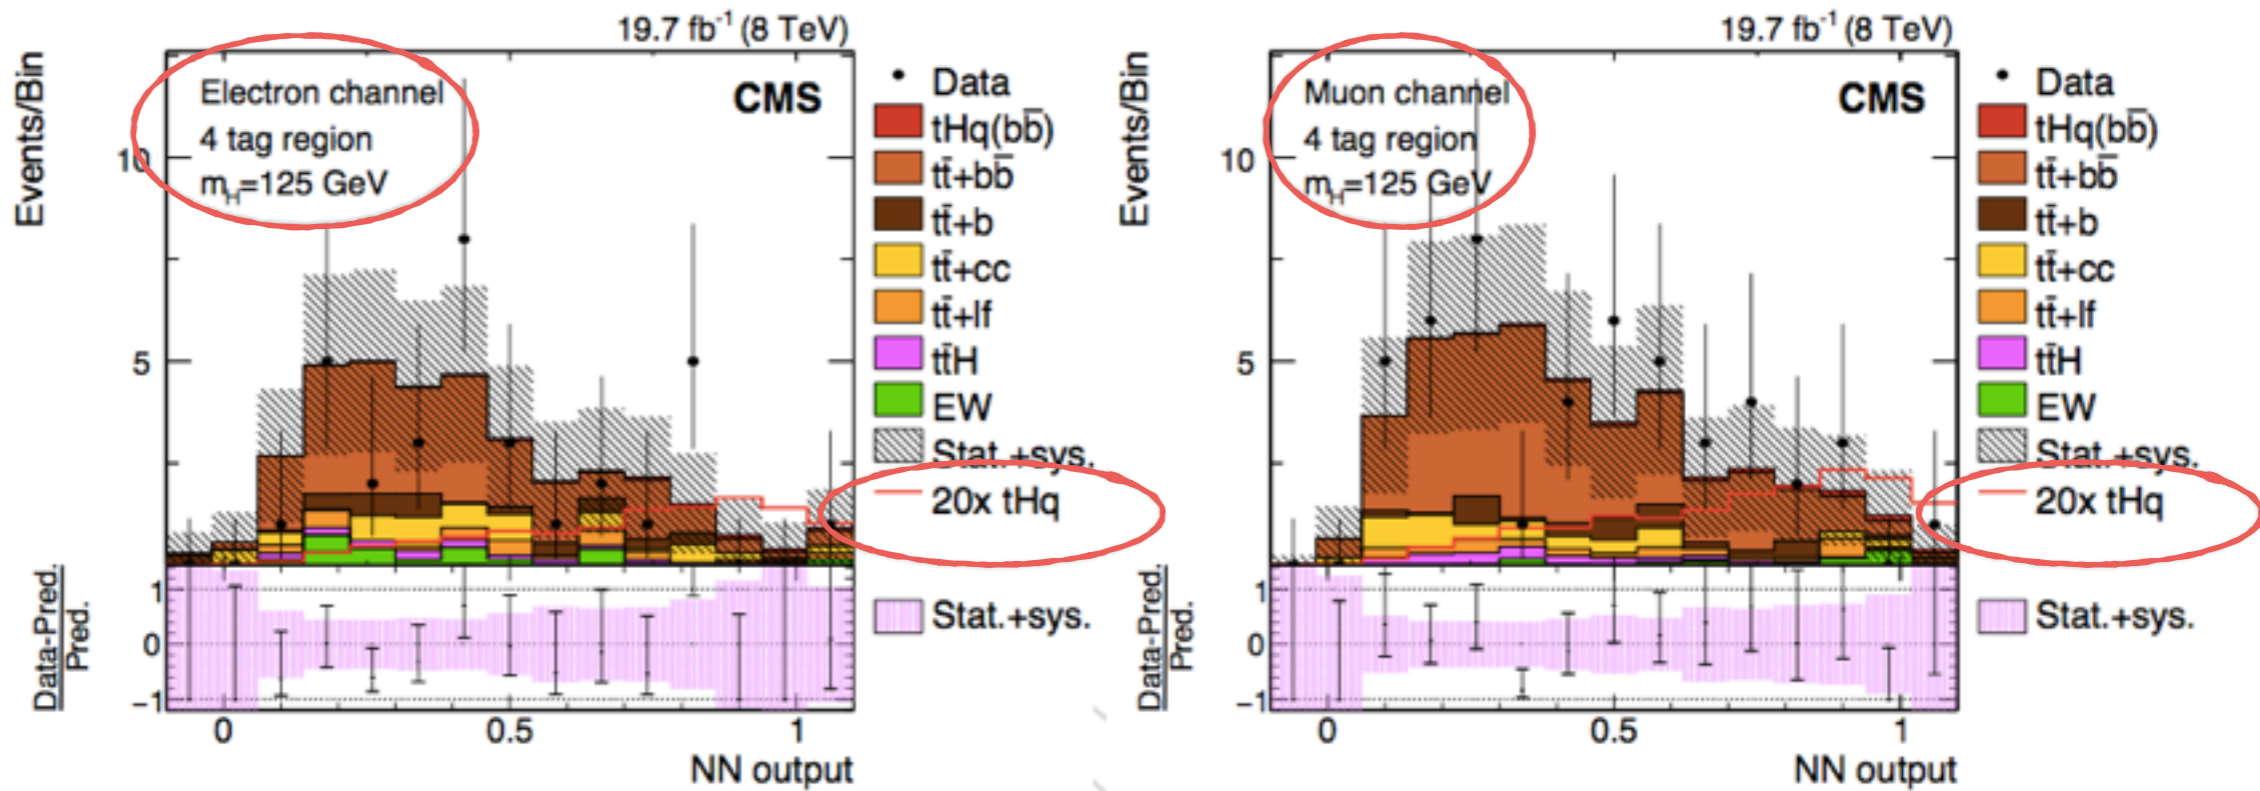 19.7 fb⁻¹ (8 TeV)
Events/Bin
Electron channel
4 tag region
m_H=125 GeV
CMS
10
5
Data
tHq(bb̄)
tt̄+bb̄
tt̄+b
tt̄+cc
tt̄+lf
tt̄H
EW
Stat.+sys.
20x tHq
Data-Pred.
Pred.
1
0
−1
Stat.+sys.
0
0.5
1
NN output
19.7 fb⁻¹ (8 TeV)
Events/Bin
Muon channel
4 tag region
m_H=125 GeV
CMS
10
5
Data
tHq(bb̄)
tt̄+bb̄
tt̄+b
tt̄+cc
tt̄+lf
tt̄H
EW
Stat.+sys.
20x tHq
Data-Pred.
Pred.
1
0
−1
Stat.+sys.
0
0.5
1
NN output